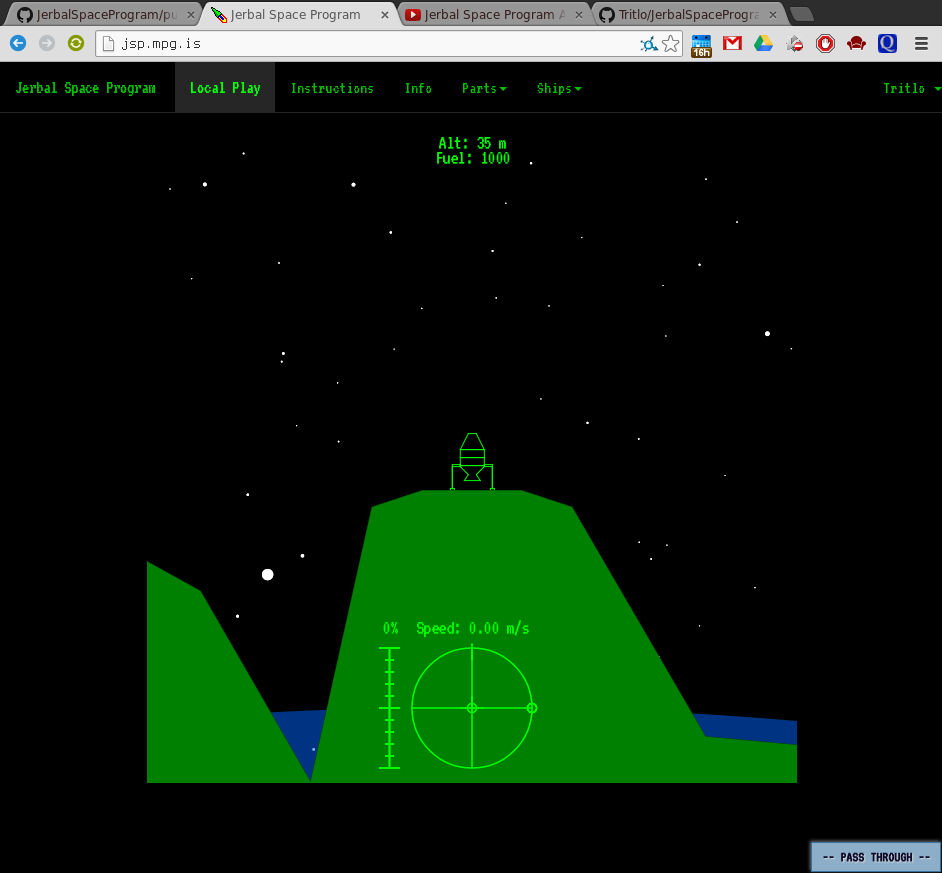 JerbalSpaceProgram/pu
Jerbal Space Program
Jerbal Space Program A
Tritlo/JerbalSpaceProgra
jsp.mpg.is
16h
Jerbal Space Program
Local Play
Instructions
Info
Parts
Ships
Tritlo
Alt: 35 m
Fuel: 1000
0% Speed: 0.00 m/s
-- PASS THROUGH --